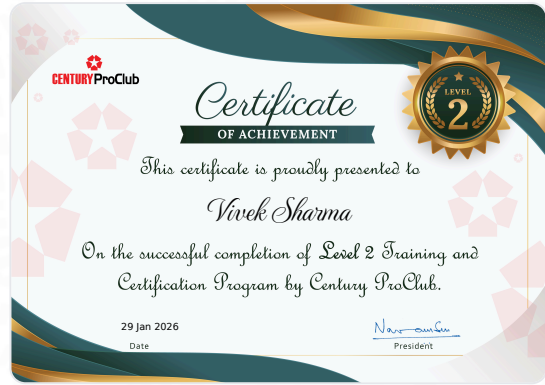 CENTURY ProClub
LEVEL
2
Certificate
OF ACHIEVEMENT
This certificate is proudly presented to
Vivek Sharma
On the successful completion of Level 2 Training and
Certification Program by Century ProClub.
29 Jan 2026
Date
President